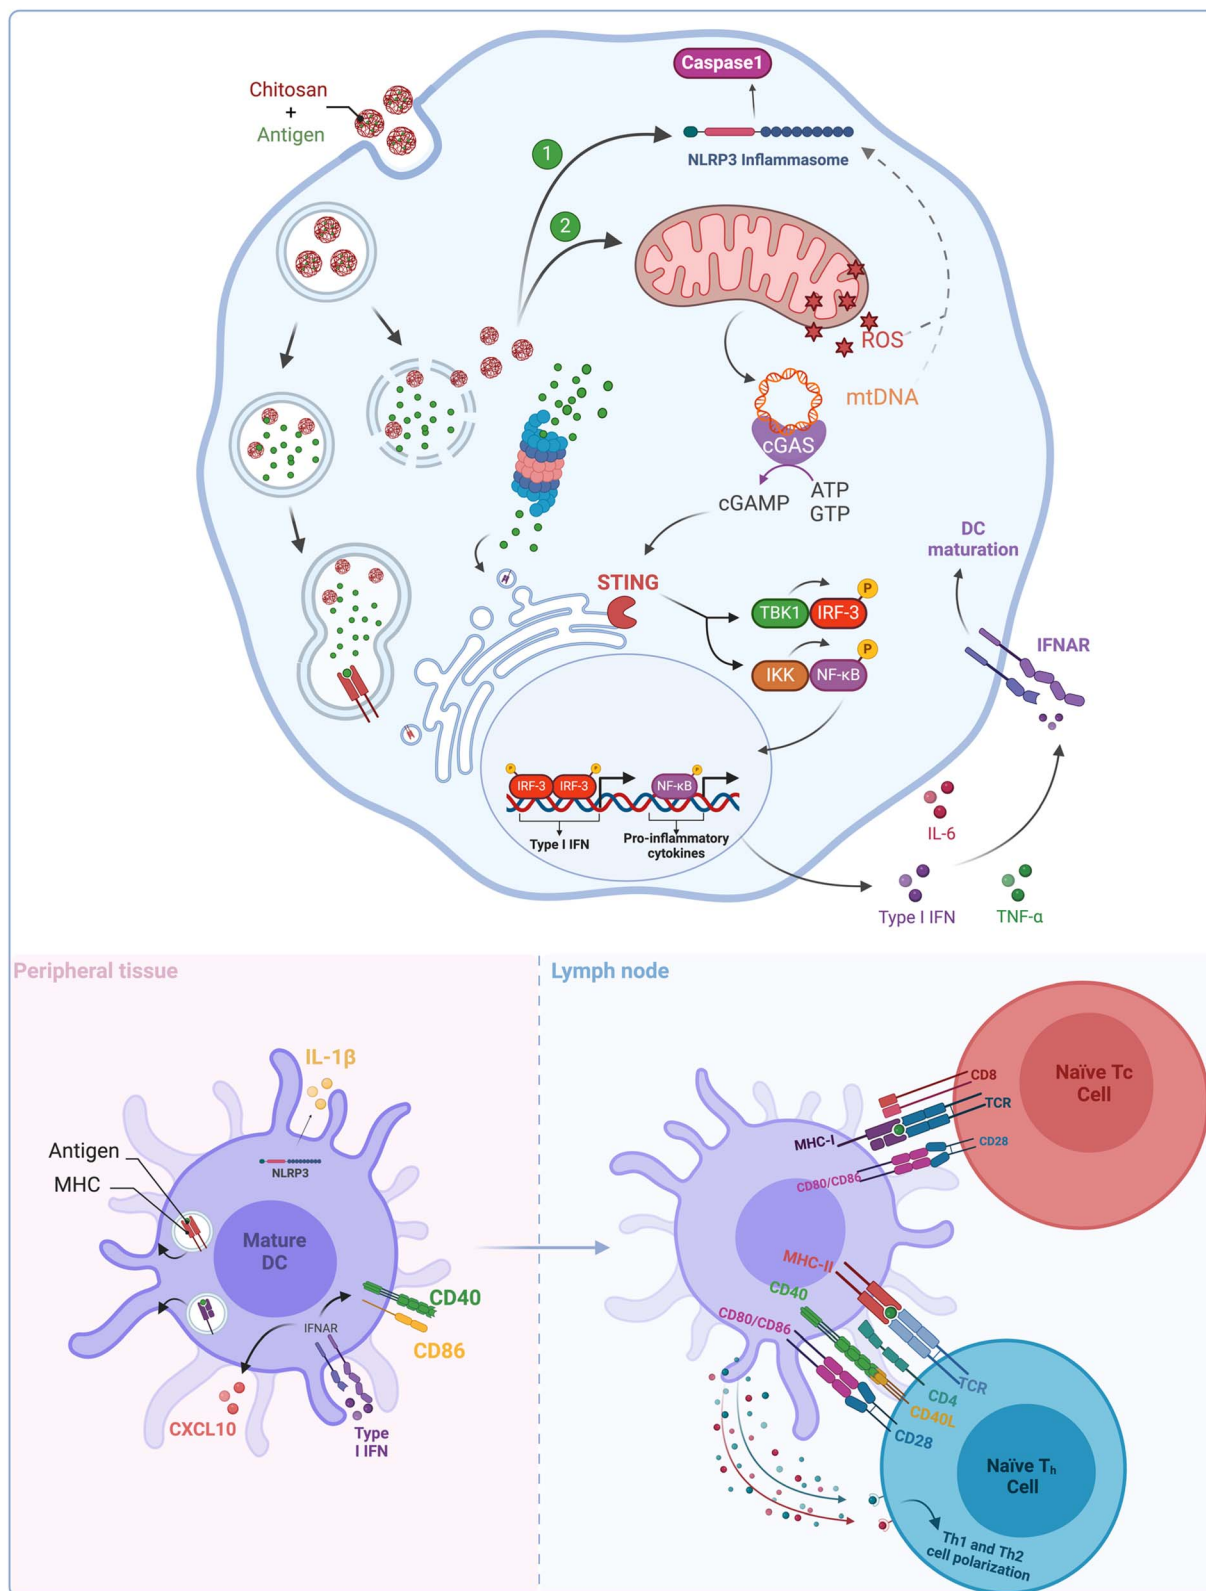 Caspase1
Chitosan
+
Antigen
1
NLRP3 Inflammasome
2
ROS
mtDNA
cGAS
cGAMP
ATP
GTP
DC
maturation
STING
P
TBK1
IRF-3
IFNAR
P
IKK
NF-κB
P
P
P
IRF-3
IRF-3
NF-κB
Type I IFN
Pro-inflammatory
cytokines
IL-6
Type I IFN
TNF-α
Peripheral tissue
IL-1β
NLRP3
Antigen
MHC
Mature
DC
CD40
IFNAR
CD86
CXCL10
Type
I IFN
Lymph node
CD8
Naïve Tc
Cell
TCR
MHC-I
CD28
CD80/CD86
MHC-II
CD40
CD80/CD86
TCR
CD4
CD40L
CD28
Naïve Th
Cell
Th1 and Th2
cell polarization